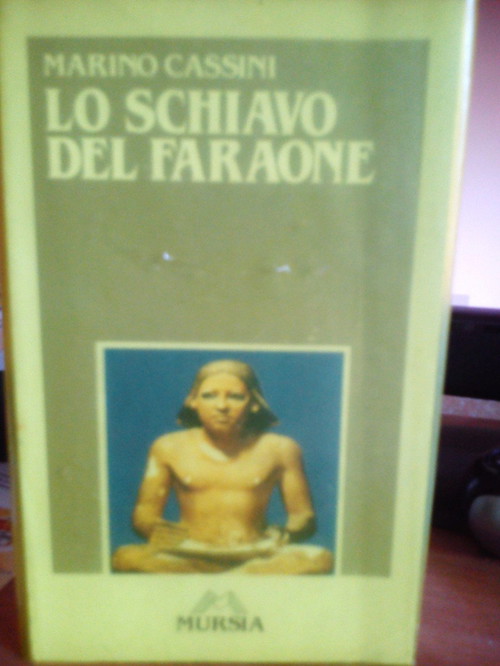 MARINO CASSINI
LO SCHIAVO
DEL FARAONE
MURSIA